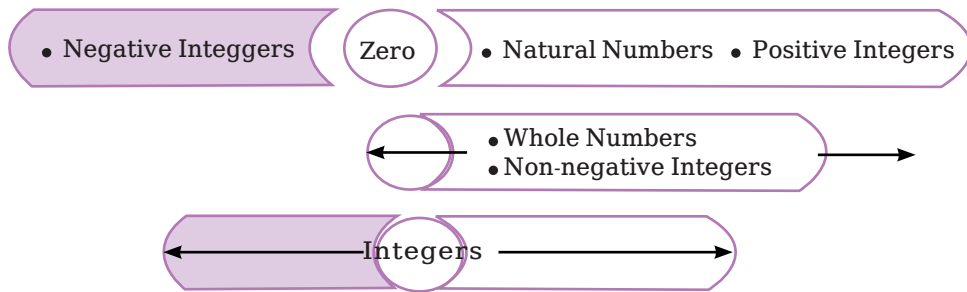 • Negative Integgers Zero • Natural Numbers • Positive Integers
• Whole Numbers
• Non-negative Integers
Integers